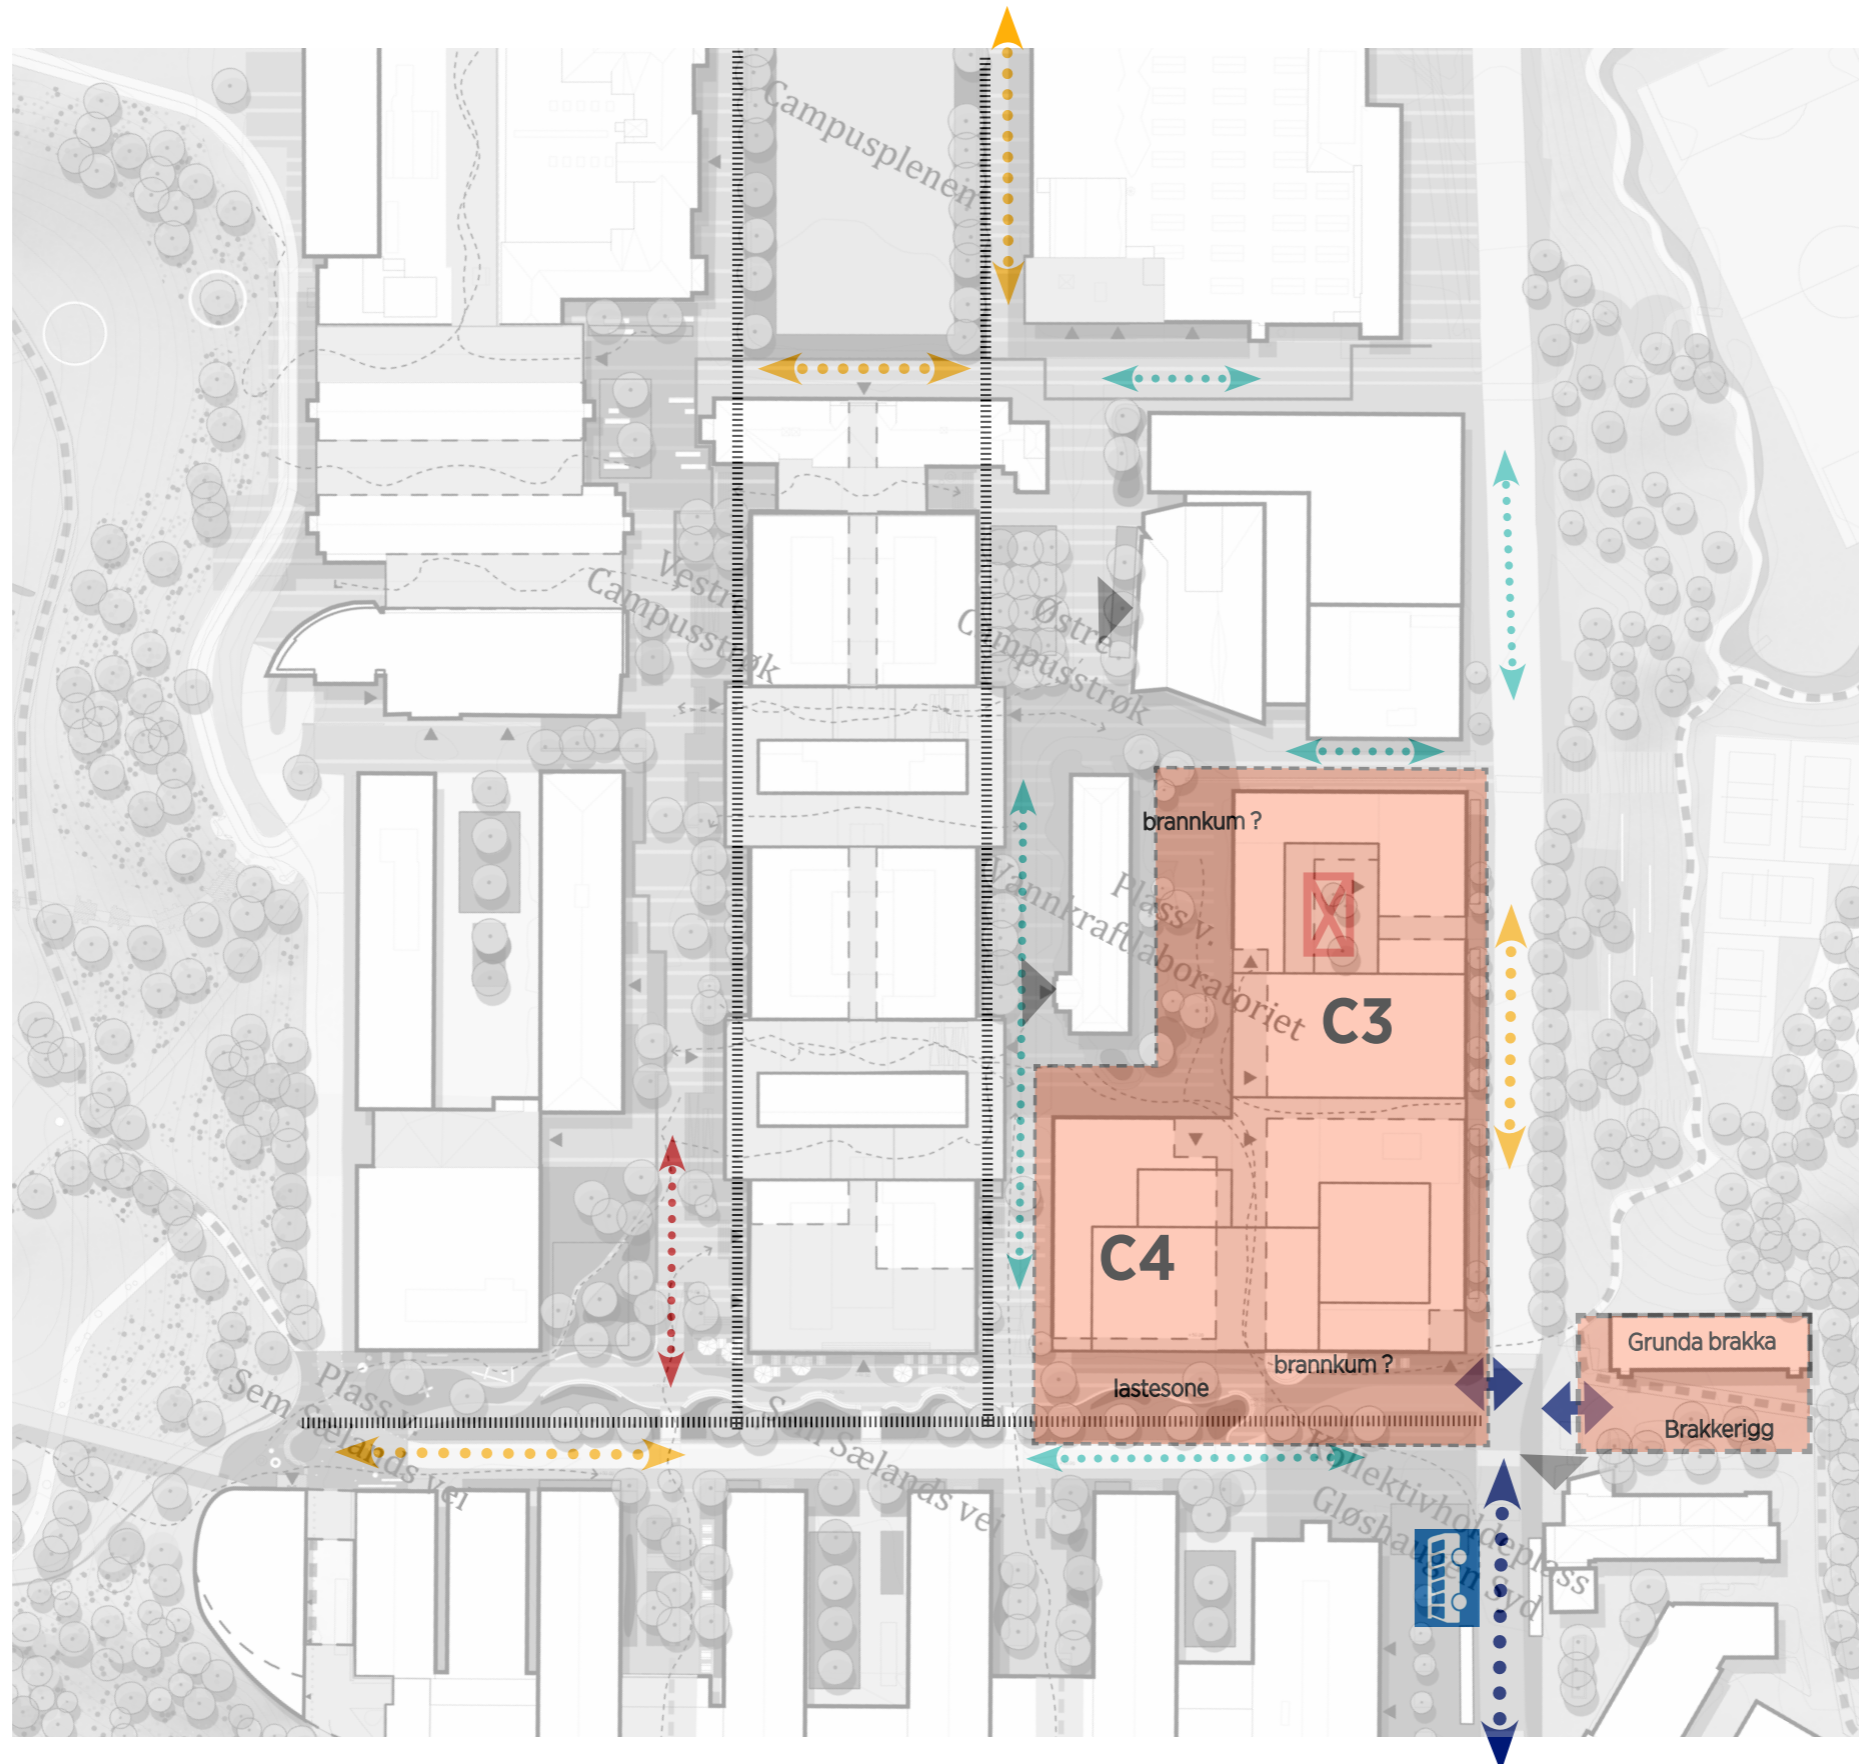 Campusplenen
Vestre
Campusstrøk
Østre
Campusstrøk
brannkum ?
Plass v.
Vannkraftlaboratoriet
C3
C4
Grunda brakka
brannkum ?
lastesone
Brakkerigg
Plass v.
Sem Sælands vei
Sem Sælands vei
Kollektivholdeplass
Gløshaugen Syd